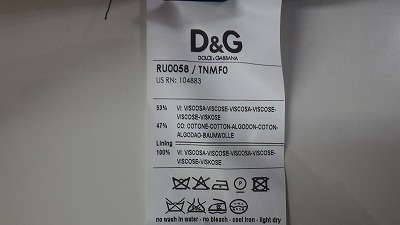 D&G
DOLCE & GABBANA
RU0058 / TNMF0
US RN: 104883
53% VI: VISCOSA-VISCOSE-VISCOSA-VISCOSE-
VISCOSE-VISKOSE
47% CO: COTONE-COTTON-ALGODON-COTON-
ALGODAO-BAUMWOLLE
Lining
100% VI: VISCOSA-VISCOSE-VISCOSA-VISCOSE-
VISCOSE-VISKOSE
P
no wash in water - no bleach - cool iron - light dry